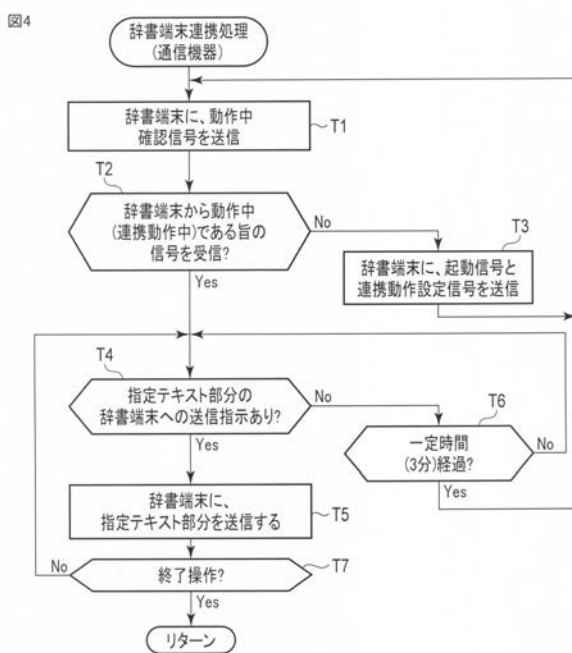 図4
辞書端末連携処理
(通信機器)
辞書端末に、動作中
確認信号を送信
T1
T2
辞書端末から動作中
(連携動作中)である旨の
信号を受信?
No
Yes
T3
辞書端末に、起動信号と
連携動作設定信号を送信
T4
指定テキスト部分の
辞書端末への送信指示あり?
No
Yes
T6
一定時間
(3分)経過?
No
Yes
辞書端末に、
指定テキスト部分を送信する
T5
終了操作?
T7
No
Yes
リターン